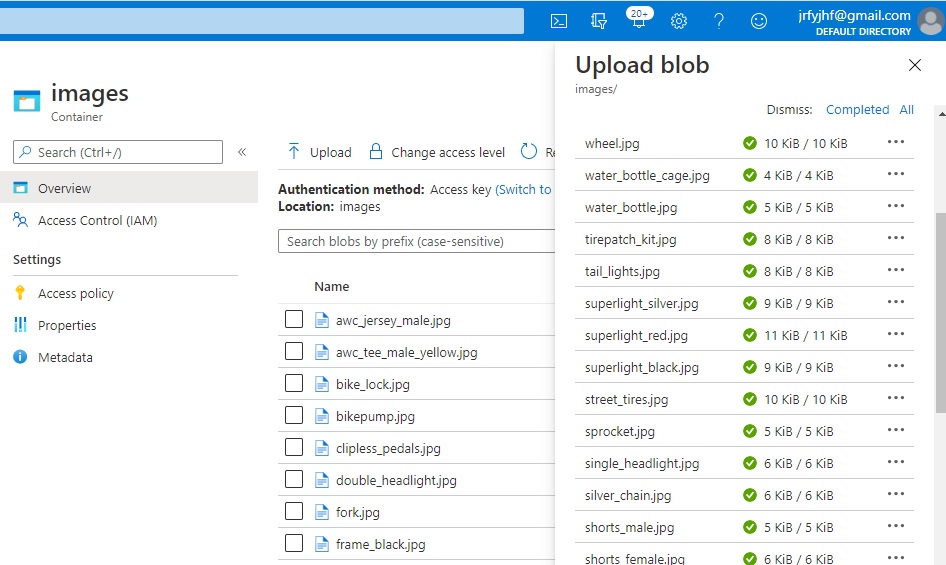 20+
jrfyjhf@gmail.com
DEFAULT DIRECTORY
images
Container
Search (Ctrl+/)
«
Overview
Access Control (IAM)
Settings
Access policy
Properties
Metadata
Upload
Change access level
Re
Authentication method: Access key (Switch to
Location: images
Search blobs by prefix (case-sensitive)
Name
awc_jersey_male.jpg
awc_tee_male_yellow.jpg
bike_lock.jpg
bikepump.jpg
clipless_pedals.jpg
double_headlight.jpg
fork.jpg
frame_black.jpg
Upload blob
images/
Dismiss: Completed All
wheel.jpg 10 KiB / 10 KiB
water_bottle_cage.jpg 4 KiB / 4 KiB
water_bottle.jpg 5 KiB / 5 KiB
tirepatch_kit.jpg 8 KiB / 8 KiB
tail_lights.jpg 8 KiB / 8 KiB
superlight_silver.jpg 9 KiB / 9 KiB
superlight_red.jpg 11 KiB / 11 KiB
superlight_black.jpg 9 KiB / 9 KiB
street_tires.jpg 10 KiB / 10 KiB
sprocket.jpg 5 KiB / 5 KiB
single_headlight.jpg 6 KiB / 6 KiB
silver_chain.jpg 6 KiB / 6 KiB
shorts_male.jpg 5 KiB / 5 KiB
shorts_female.jpg 6 KiB / 6 KiB